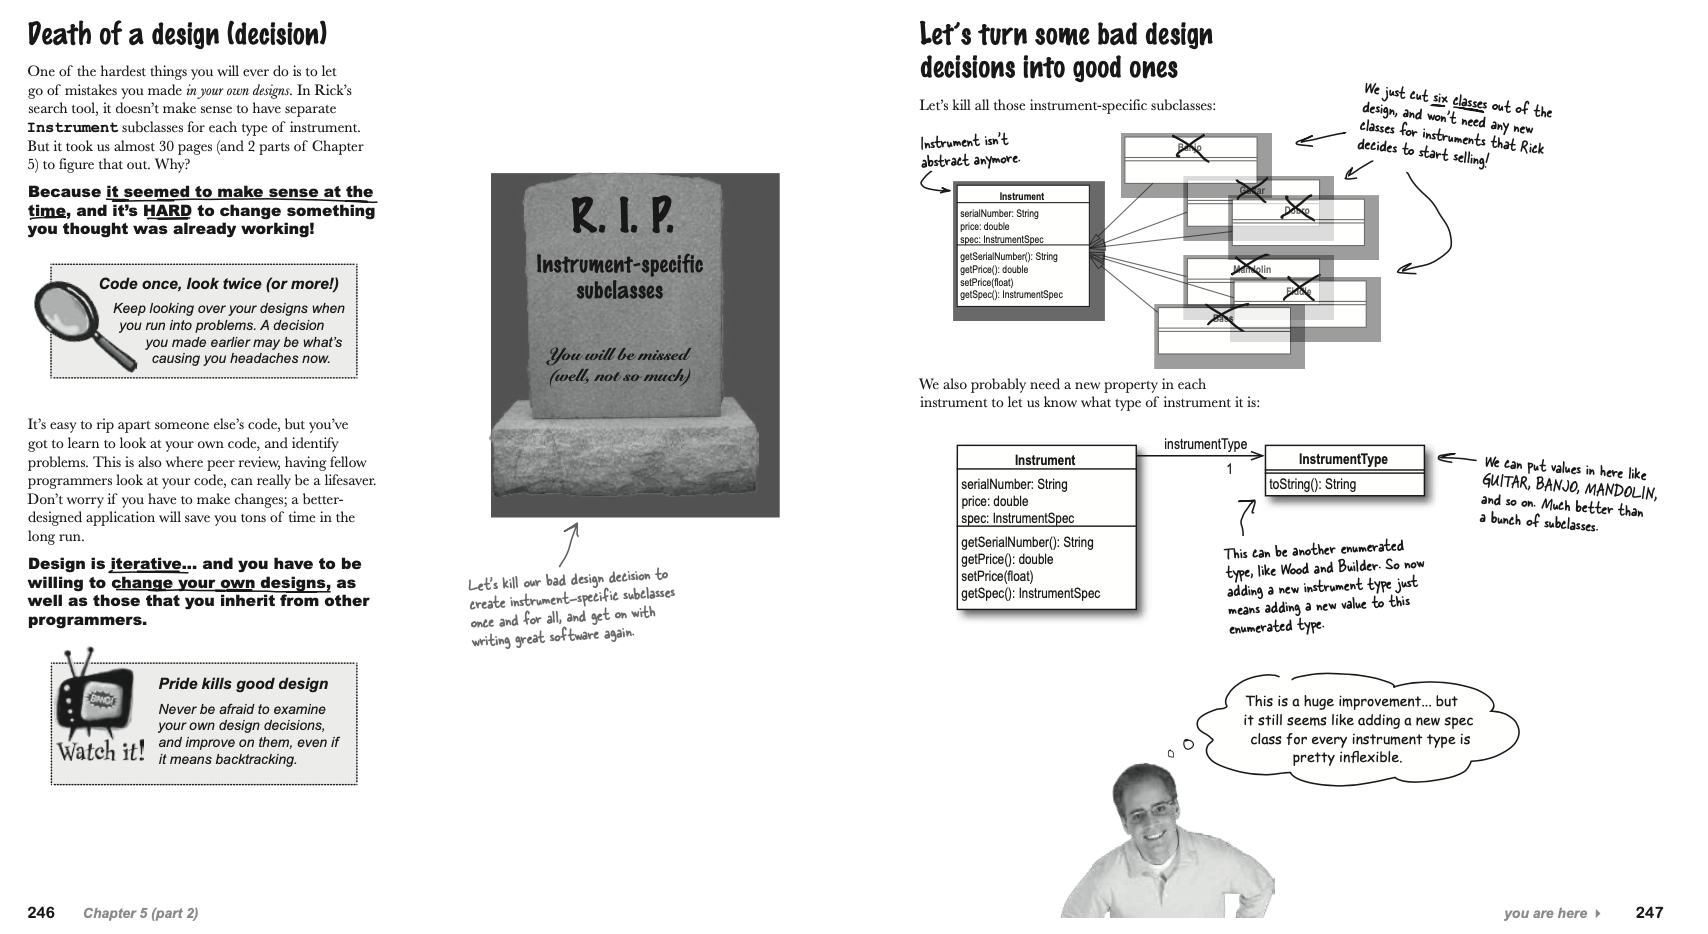 Death of a design (decision)
One of the hardest things you will ever do is to let
go of mistakes you made in your own designs. In Rick's
search tool, it doesn't make sense to have separate
Instrument subclasses for each type of instrument.
But it took us almost 30 pages (and 2 parts of Chapter
5) to figure that out. Why?
Because it seemed to make sense at the
time, and it's HARD to change something
you thought was already working!
Code once, look twice (or more!)
Keep looking over your designs when
you run into problems. A decision
you made earlier may be what's
causing you headaches now.
It's easy to rip apart someone else's code, but you've
got to learn to look at your own code, and identify
problems. This is also where peer review, having fellow
programmers look at your code, can really be a lifesaver.
Don't worry if you have to make changes; a better-
designed application will save you tons of time in the
long run.
Design is iterative... and you have to be
willing to change your own designs, as
well as those that you inherit from other
programmers.
BANG!
Watch it!
Pride kills good design
Never be afraid to examine
your own design decisions,
and improve on them, even if
it means backtracking.
R. I. P.
Instrument-specific
subclasses
You will be missed
(well, not so much)
Let's kill our bad design decision to
create instrument-specific subclasses
once and for all, and get on with
writing great software again.
246 Chapter 5 (part 2)
Let's turn some bad design
decisions into good ones
Let's kill all those instrument-specific subclasses:
We just cut six classes out of the
design, and won't need any new
classes for instruments that Rick
decides to start selling!
Instrument isn't
abstract anymore.
Instrument
serialNumber: String
price: double
spec: InstrumentSpec
getSerialNumber(): String
getPrice(): double
setPrice(float)
getSpec(): InstrumentSpec
Banjo
Guitar
Dobro
Mandolin
Fiddle
Bass
We also probably need a new property in each
instrument to let us know what type of instrument it is:
Instrument
serialNumber: String
price: double
spec: InstrumentSpec
getSerialNumber(): String
getPrice(): double
setPrice(float)
getSpec(): InstrumentSpec
instrumentType
1
InstrumentType
toString(): String
We can put values in here like
GUITAR, BANJO, MANDOLIN,
and so on. Much better than
a bunch of subclasses.
This can be another enumerated
type, like Wood and Builder. So now
adding a new instrument type just
means adding a new value to this
enumerated type.
This is a huge improvement... but
it still seems like adding a new spec
class for every instrument type is
pretty inflexible.
you are here 247